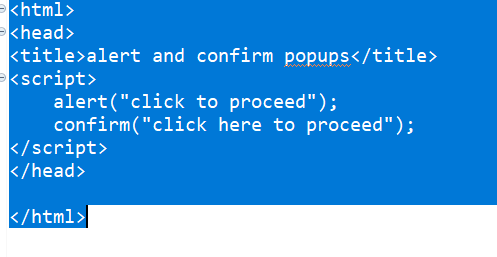 <html>
<head>
<title>alert and confirm popups</title>
<script>
    alert("click to proceed");
    confirm("click here to proceed");
</script>
</head>

</html>